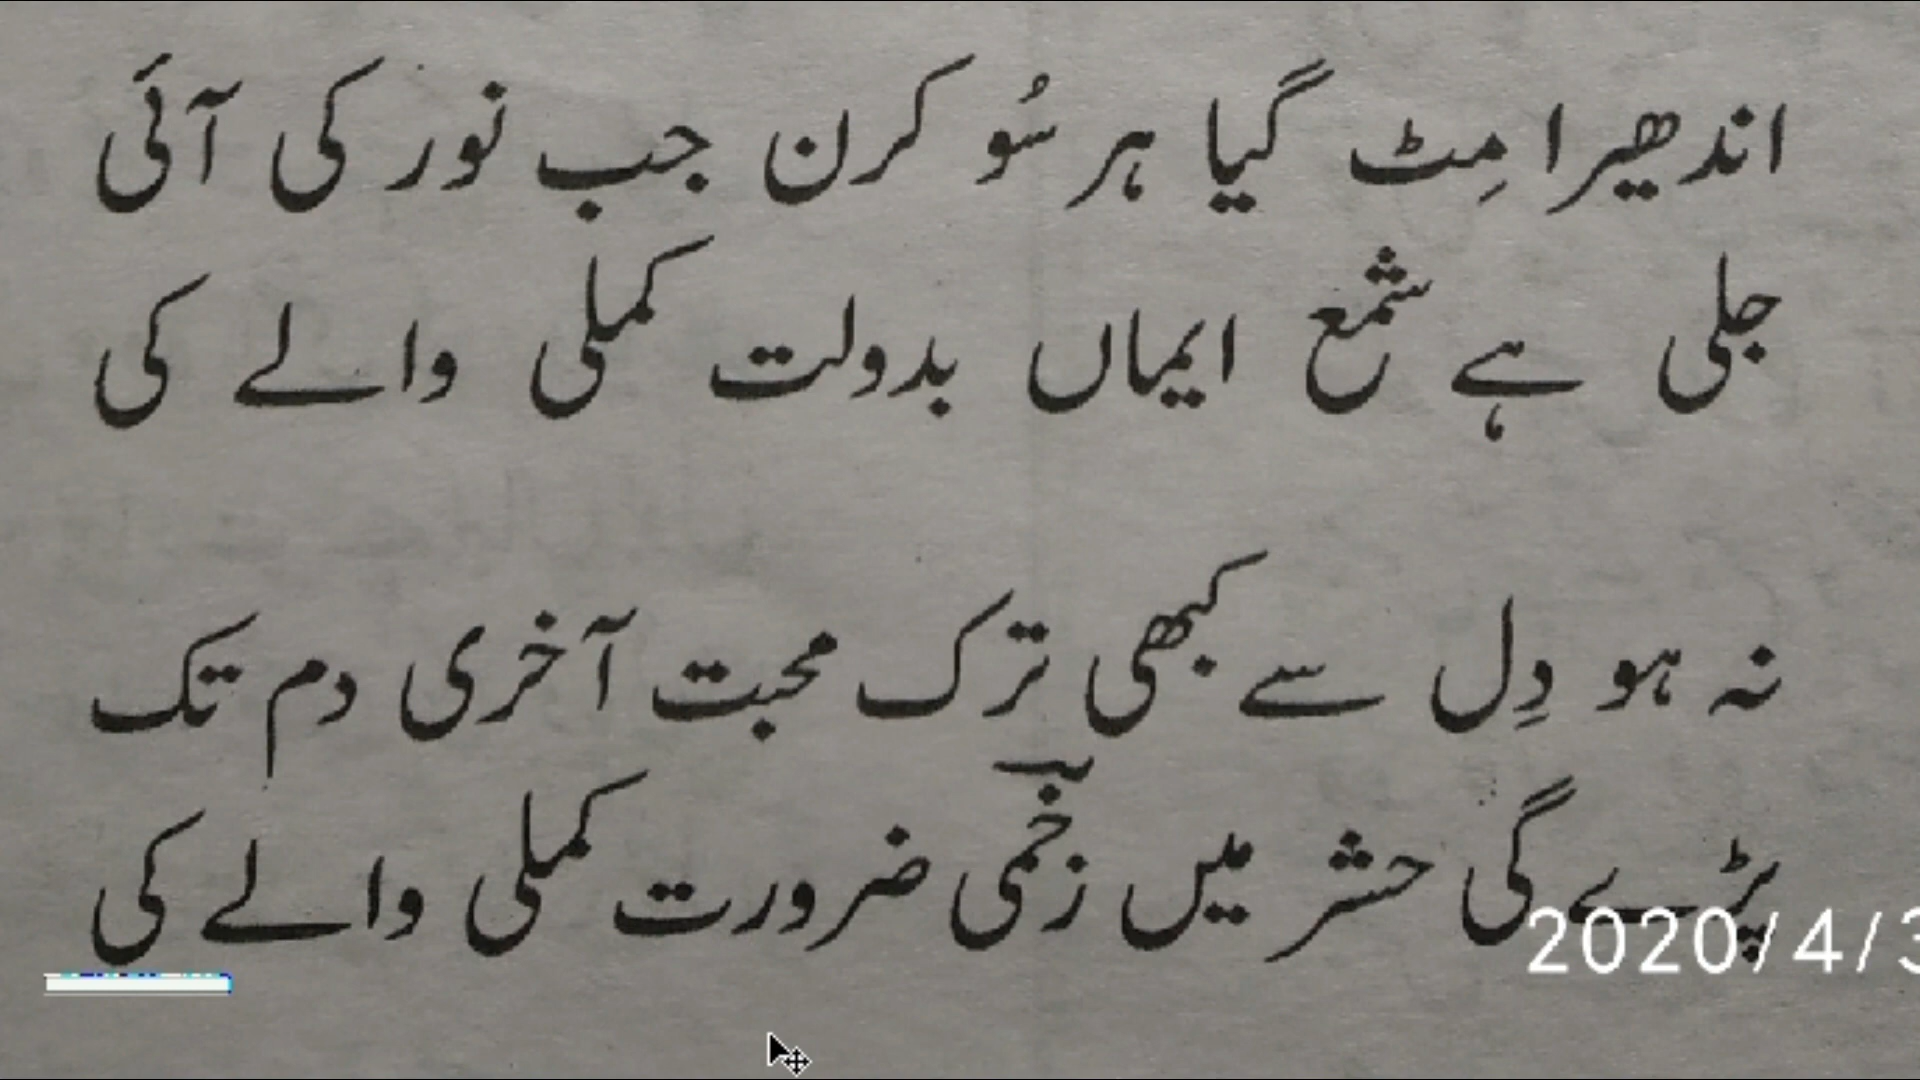 اندھیرا مِٹ گیا ہر سُو کرن جب نور کی آئی
جلی ہے شمع ایماں بدولت کملی والے کی
نہ ہو دِل سے کبھی ترک محبت آخری دم تک
پڑے گی حشر میں زخمؔی ضرورت کملی والے کی
2020/4/3